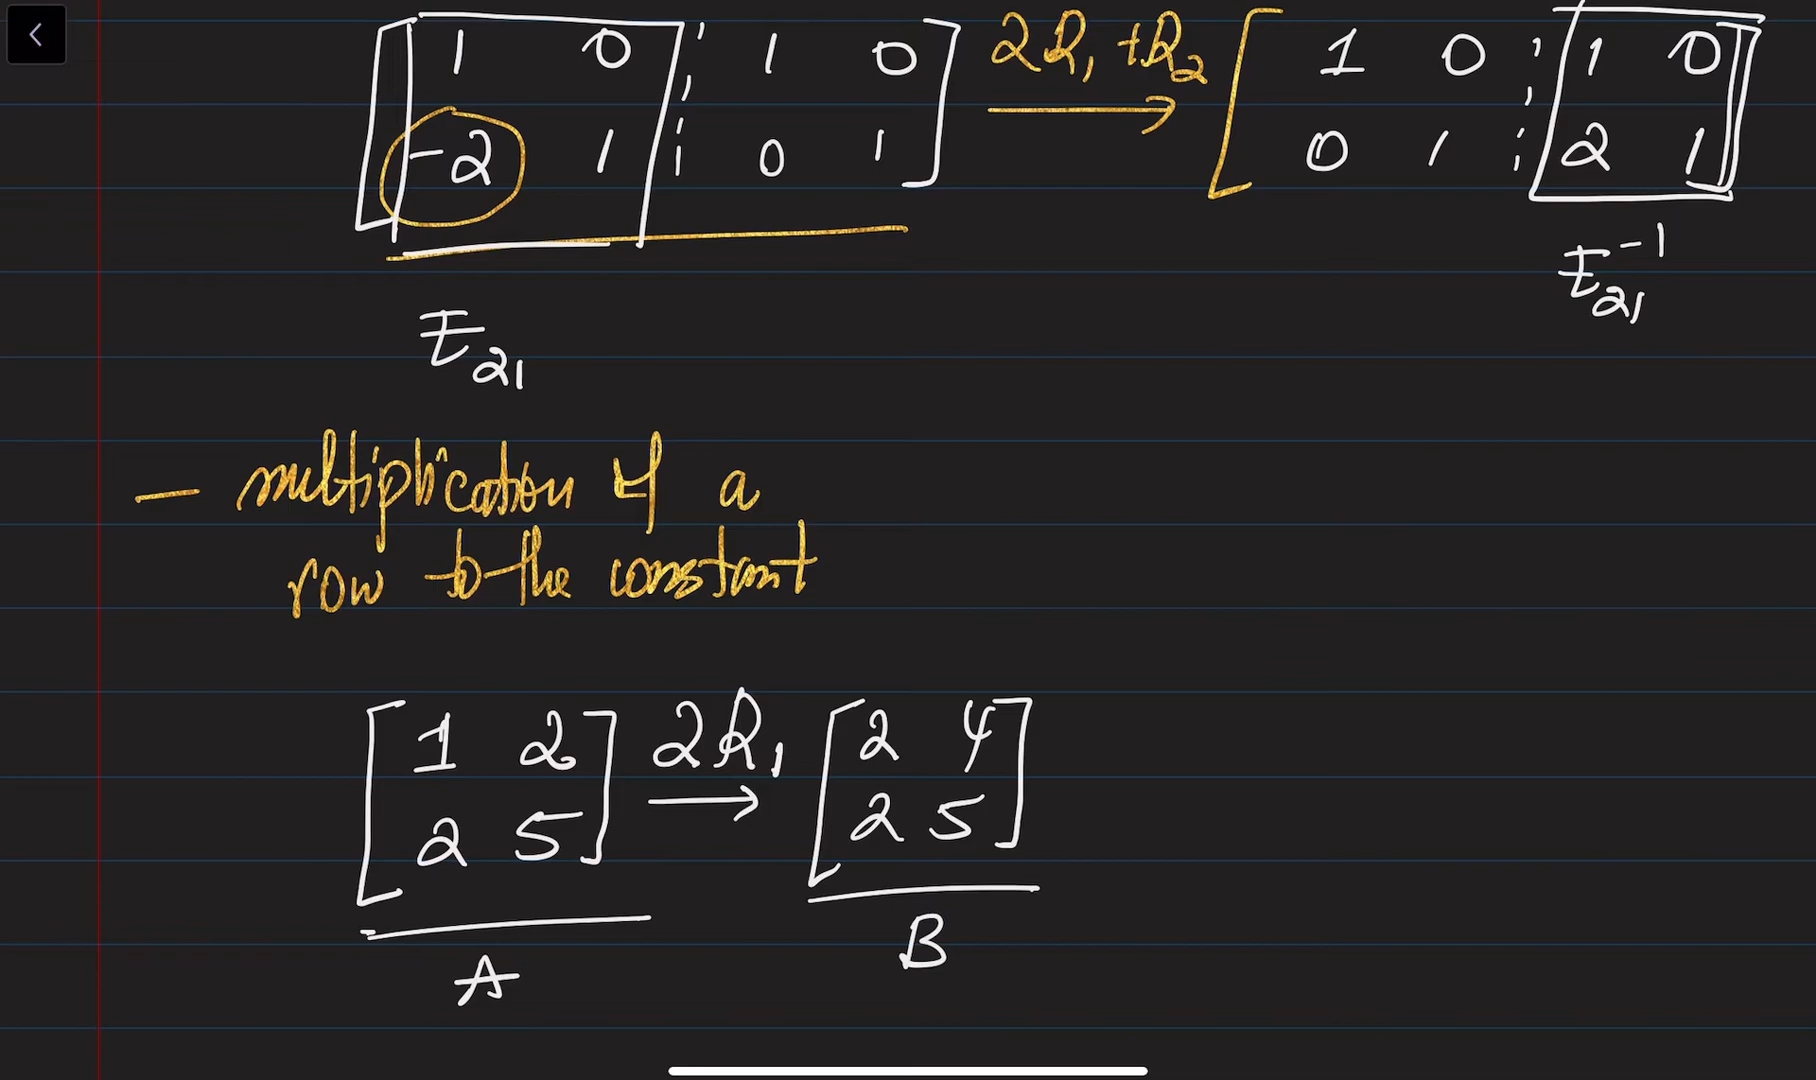 [ 1 0 ¦ 1 0 ] 2R₁+R₂ → [ 1 0 ¦ 1 0 ]
[ -2 1 ¦ 0 1 ] [ 0 1 ¦ 2 1 ]
E₂₁⁻¹
E₂₁
— multiplication of a
row to the constant
[ 1 2 ] 2R₁ → [ 2 4 ]
[ 2 5 ] [ 2 5 ]
A B